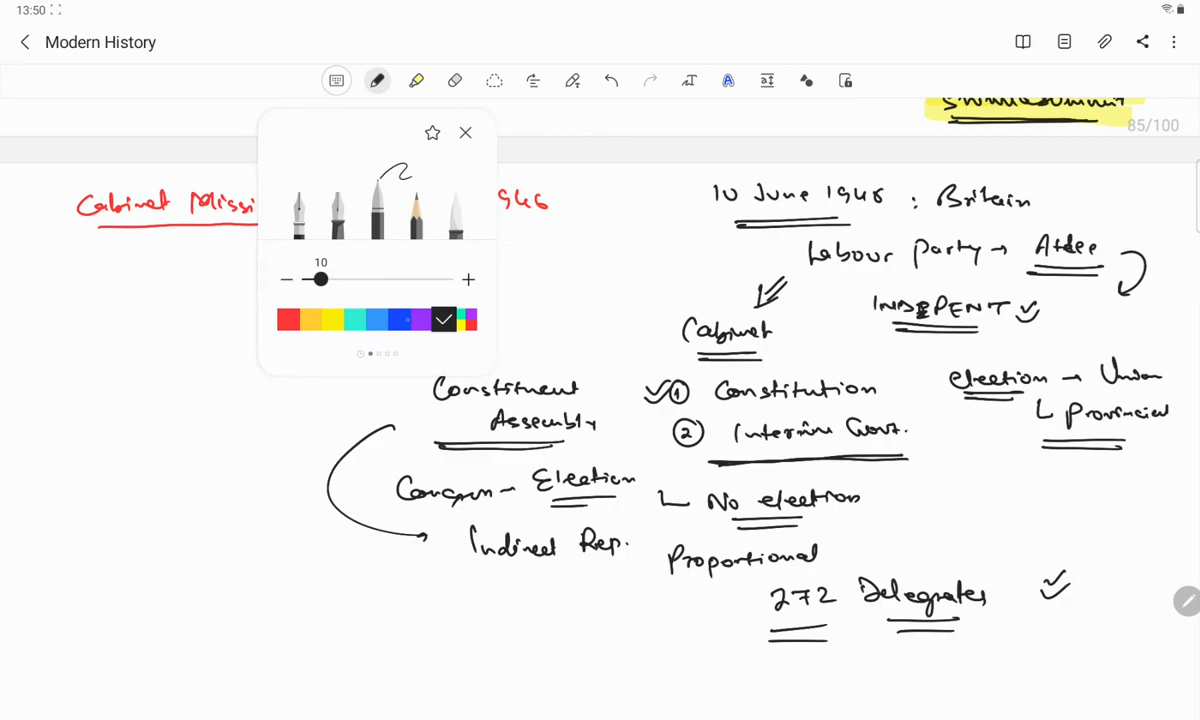 13:50
Modern History
85/100
Cabinet Missi
946
10 June 1946 : Britain
Labour Party → Atlee
INDEPENT
Cabinet
10
Constituent
Assembly
① Constitution
② Interim Govt.
election → Union
Provincial
Election
No election
Indirect Rep.
Proportional
272 Delegates